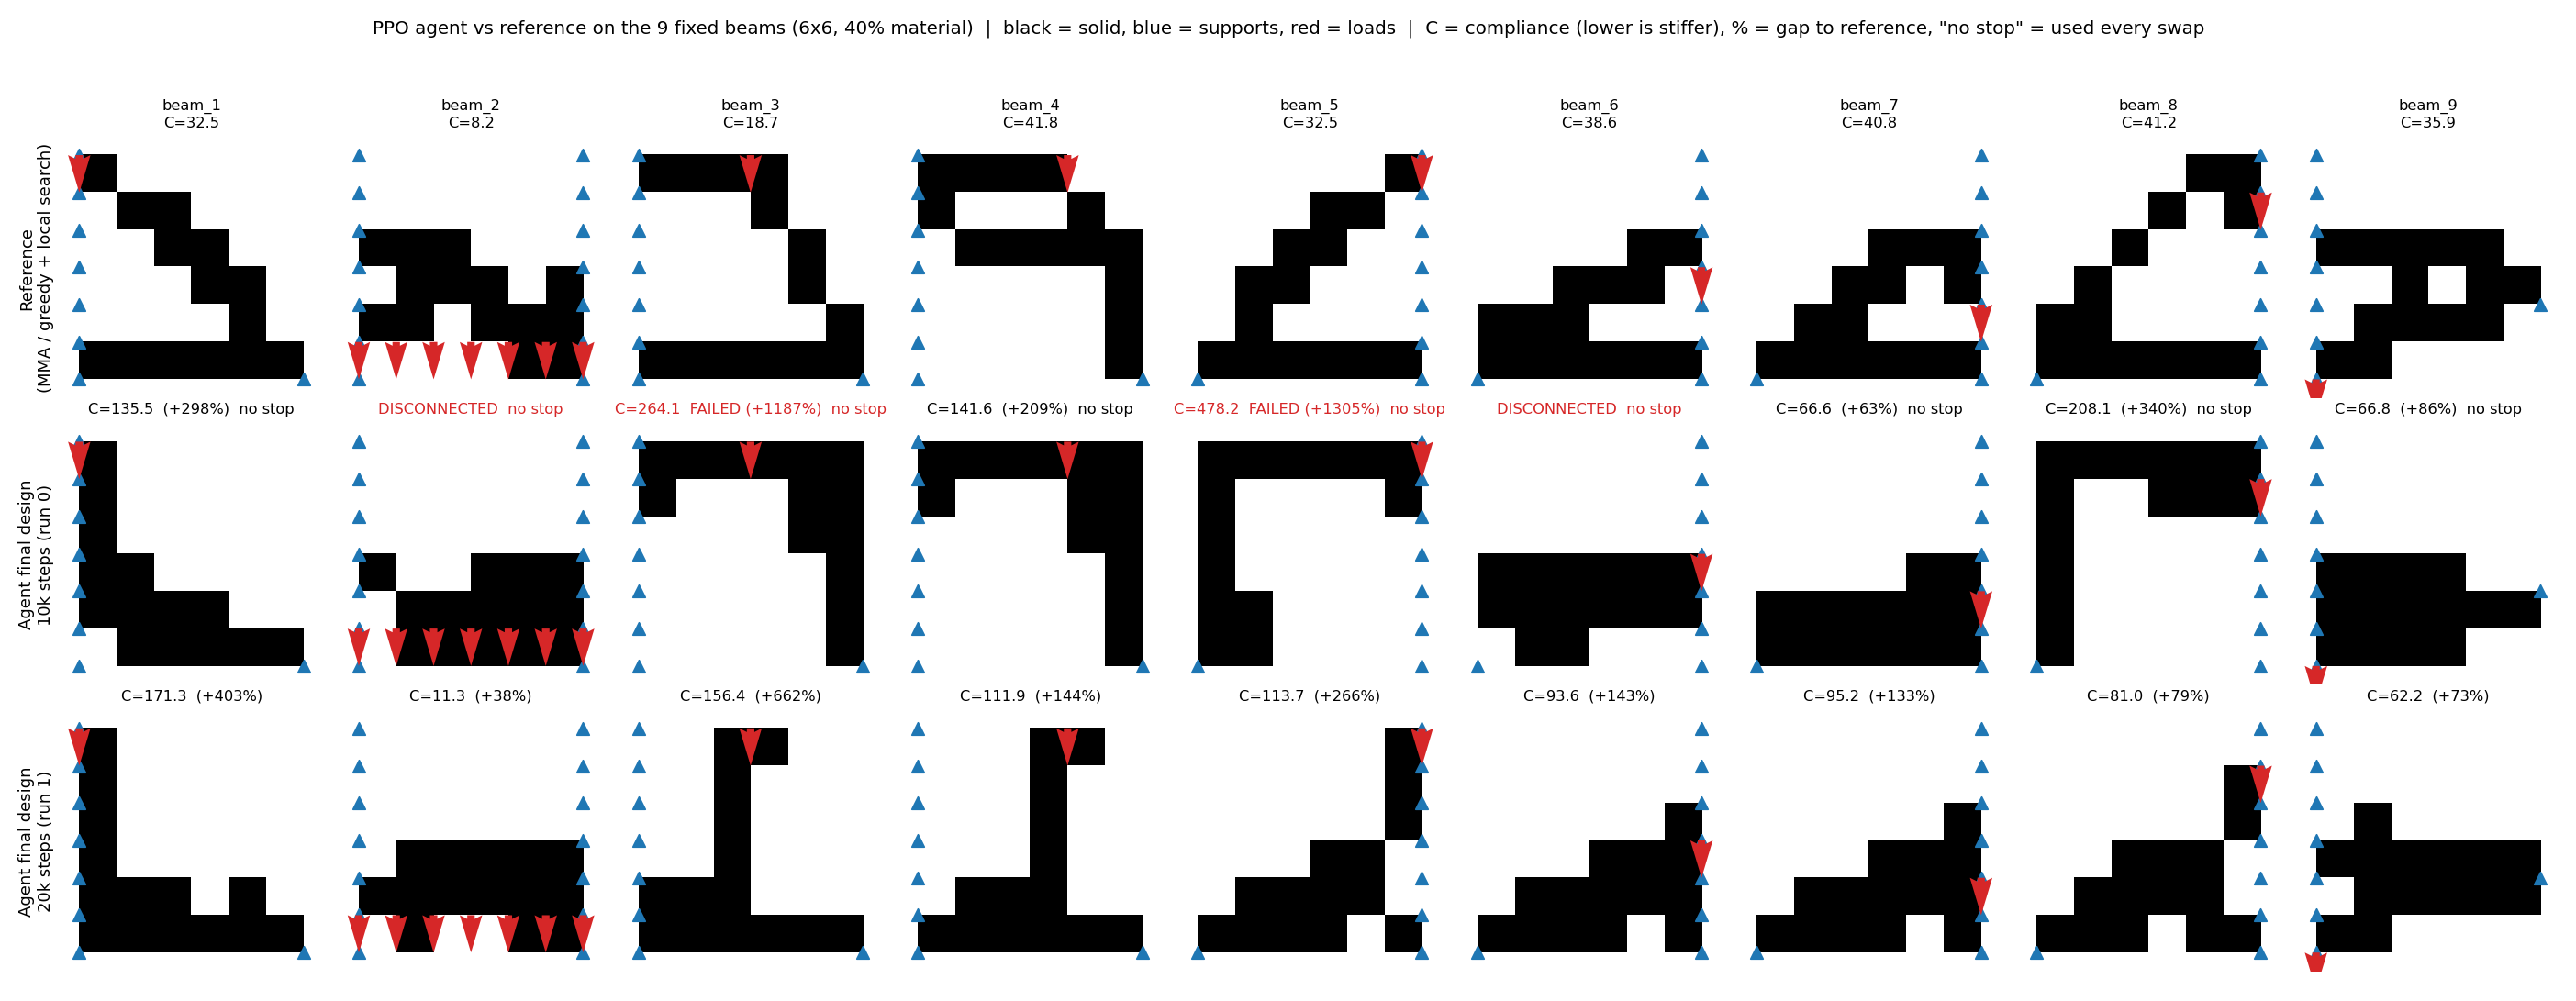 PPO agent vs reference on the 9 fixed beams (6x6, 40% material)  |  black = solid, blue = supports, red = loads  |  C = compliance (lower is stiffer), % = gap to reference, "no stop" = used every swap
beam_1
C=32.5
beam_2
C=8.2
beam_3
C=18.7
beam_4
C=41.8
beam_5
C=32.5
beam_6
C=38.6
beam_7
C=40.8
beam_8
C=41.2
beam_9
C=35.9
Reference
(MMA / greedy + local search)
C=135.5  (+298%)  no stop
DISCONNECTED  no stop
C=264.1  FAILED (+1187%)  no stop
C=141.6  (+209%)  no stop
C=478.2  FAILED (+1305%)  no stop
DISCONNECTED  no stop
C=66.6  (+63%)  no stop
C=208.1  (+340%)  no stop
C=66.8  (+86%)  no stop
Agent final design
10k steps (run 0)
C=171.3  (+403%)
C=11.3  (+38%)
C=156.4  (+662%)
C=111.9  (+144%)
C=113.7  (+266%)
C=93.6  (+143%)
C=95.2  (+133%)
C=81.0  (+79%)
C=62.2  (+73%)
Agent final design
20k steps (run 1)